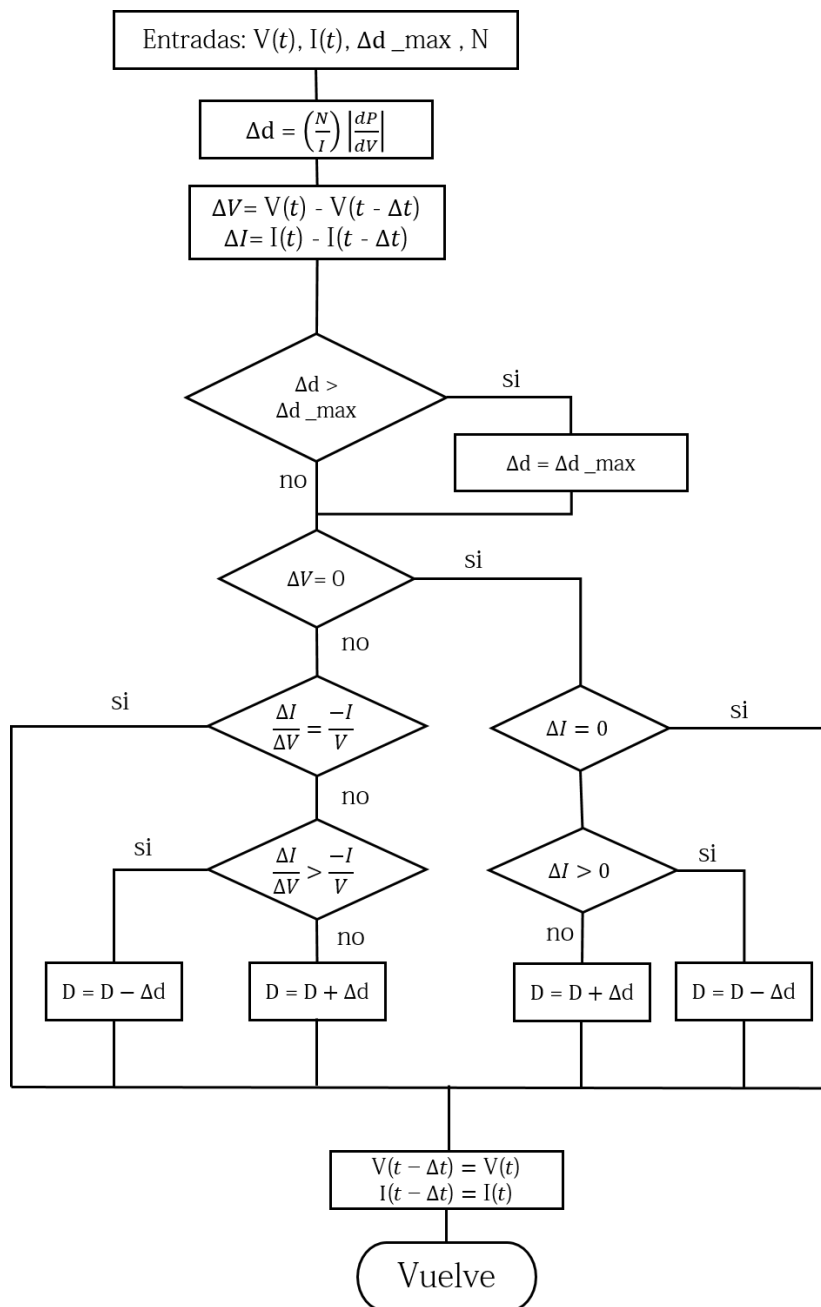 Entradas: V(t), I(t), Δd _max , N
Δd = (N/I) |dP/dV|
ΔV= V(t) - V(t - Δt)
ΔI= I(t) - I(t - Δt)
Δd >
Δd _max
si
Δd = Δd _max
no
ΔV= 0
si
no
si
ΔI/ΔV = -I/V
ΔI = 0
si
no
si
ΔI/ΔV > -I/V
ΔI > 0
si
no
no
D = D − Δd
D = D + Δd
D = D + Δd
D = D − Δd
V(t − Δt) = V(t)
I(t − Δt) = I(t)
Vuelve